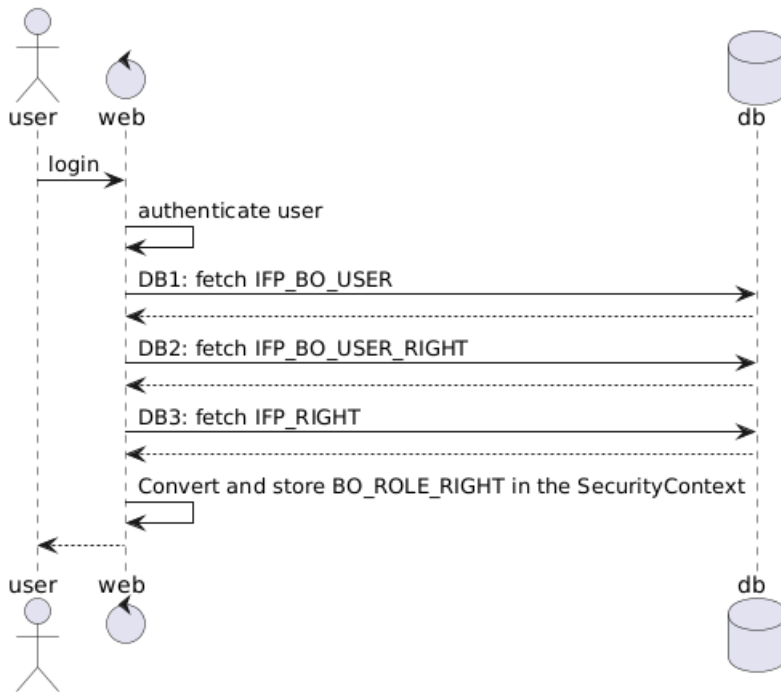 user web db
login
authenticate user
DB1: fetch IFP_BO_USER
DB2: fetch IFP_BO_USER_RIGHT
DB3: fetch IFP_RIGHT
Convert and store BO_ROLE_RIGHT in the SecurityContext
user web db